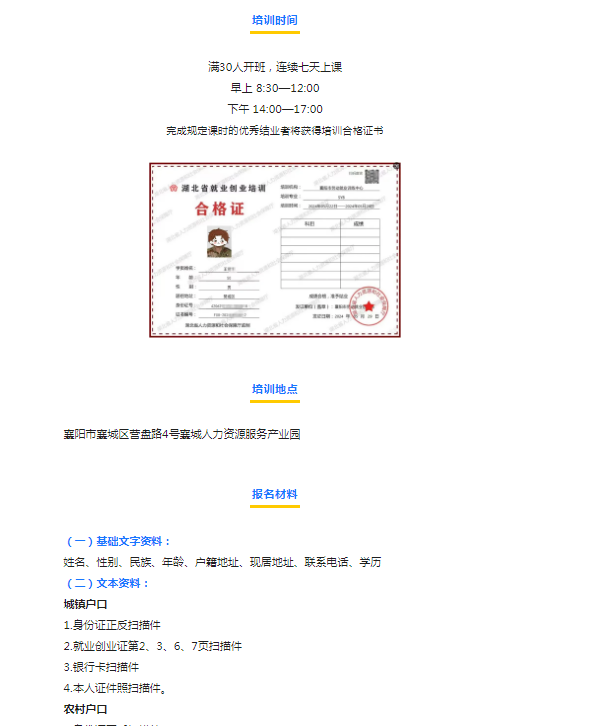 培训时间
满30人开班，连续七天上课
早上 8:30—12:00
下午 14:00—17:00
完成规定课时的优秀结业者将获得培训合格证书
湖北省就业创业培训
合格证
科目
成绩
培训地点
襄阳市襄城区营盘路4号襄城人力资源服务产业园
报名材料
（一）基础文字资料：
姓名、性别、民族、年龄、户籍地址、现居地址、联系电话、学历
（二）文本资料：
城镇户口
1.身份证正反扫描件
2.就业创业证第2、3、6、7页扫描件
3.银行卡扫描件
4.本人证件照扫描件。
农村户口